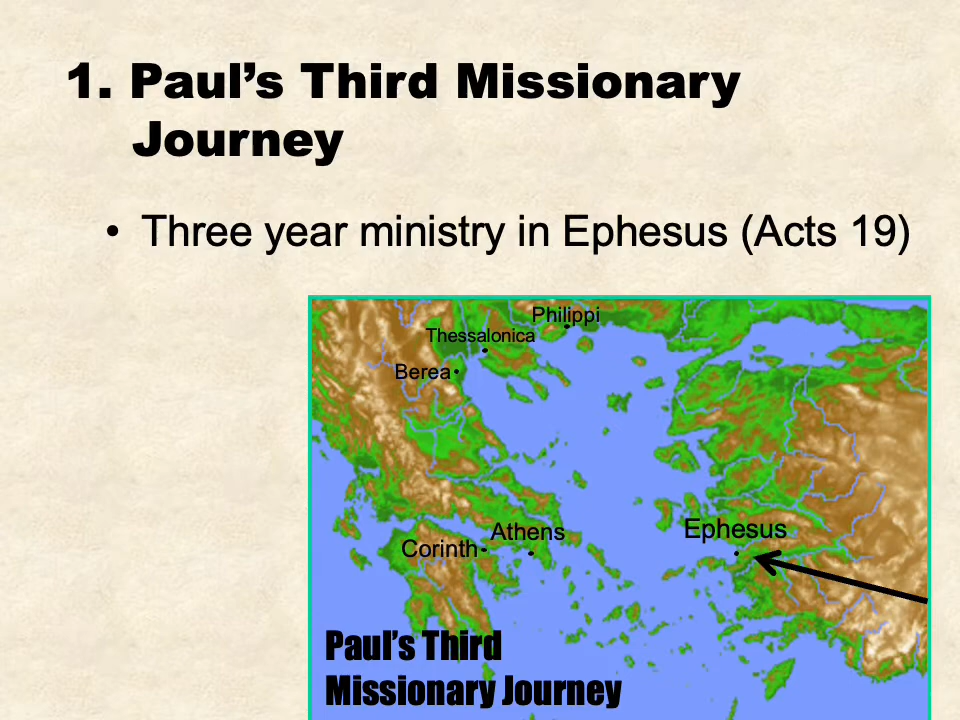 1. Paul’s Third Missionary
Journey
• Three year ministry in Ephesus (Acts 19)
Philippi
Thessalonica
Berea
Athens
Corinth
Ephesus
Paul’s Third
Missionary Journey